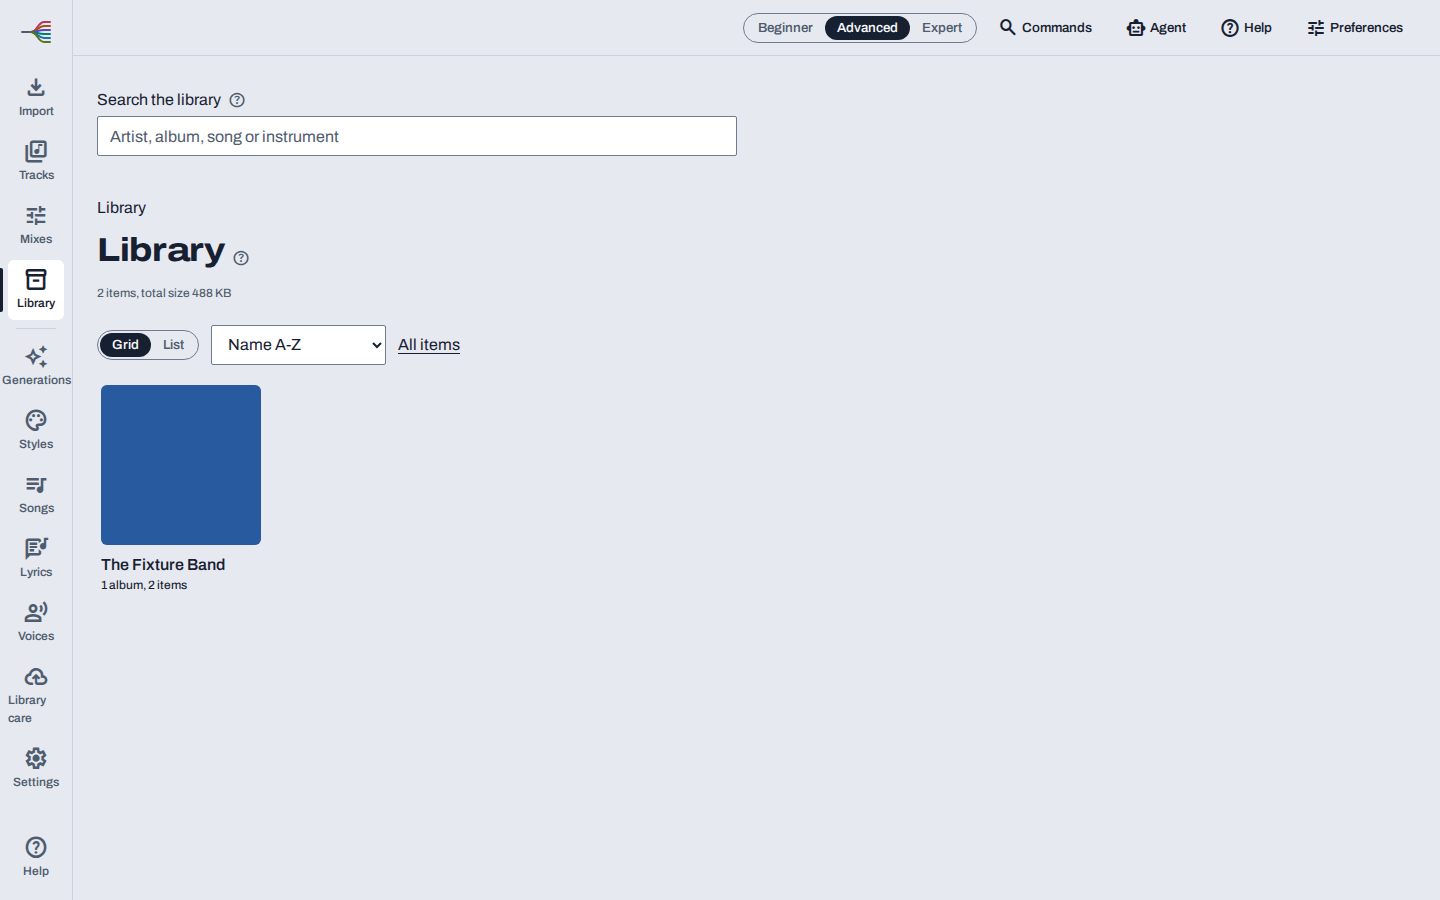 Beginner
Advanced
Expert
Commands
Agent
Help
Preferences
Import
Tracks
Mixes
Library
Generations
Styles
Songs
Lyrics
Voices
Library
care
Settings
Help
Search the library
Artist, album, song or instrument
Library
Library
2 items, total size 488 KB
Grid
List
Name A-Z
All items
The Fixture Band
1 album, 2 items